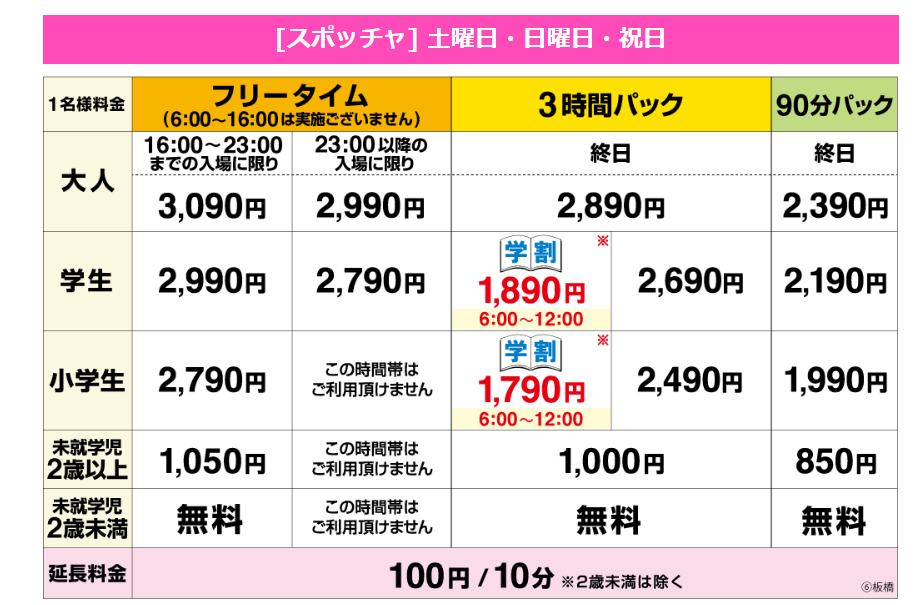 [スポッチャ] 土曜日・日曜日・祝日
1名様料金
フリータイム
(6:00～16:00は実施ございません)
3時間パック
90分パック
大人
16:00～23:00
までの入場に限り
23:00以降の
入場に限り
終日
終日
3,090円
2,990円
2,890円
2,390円
学生
2,990円
2,790円
学割
※
1,890円
6:00～12:00
2,690円
2,190円
小学生
2,790円
この時間帯は
ご利用頂けません
学割
※
1,790円
6:00～12:00
2,490円
1,990円
未就学児
2歳以上
1,050円
この時間帯は
ご利用頂けません
1,000円
850円
未就学児
2歳未満
無料
この時間帯は
ご利用頂けません
無料
無料
延長料金
100円 / 10分 ※2歳未満は除く
⑥板橋